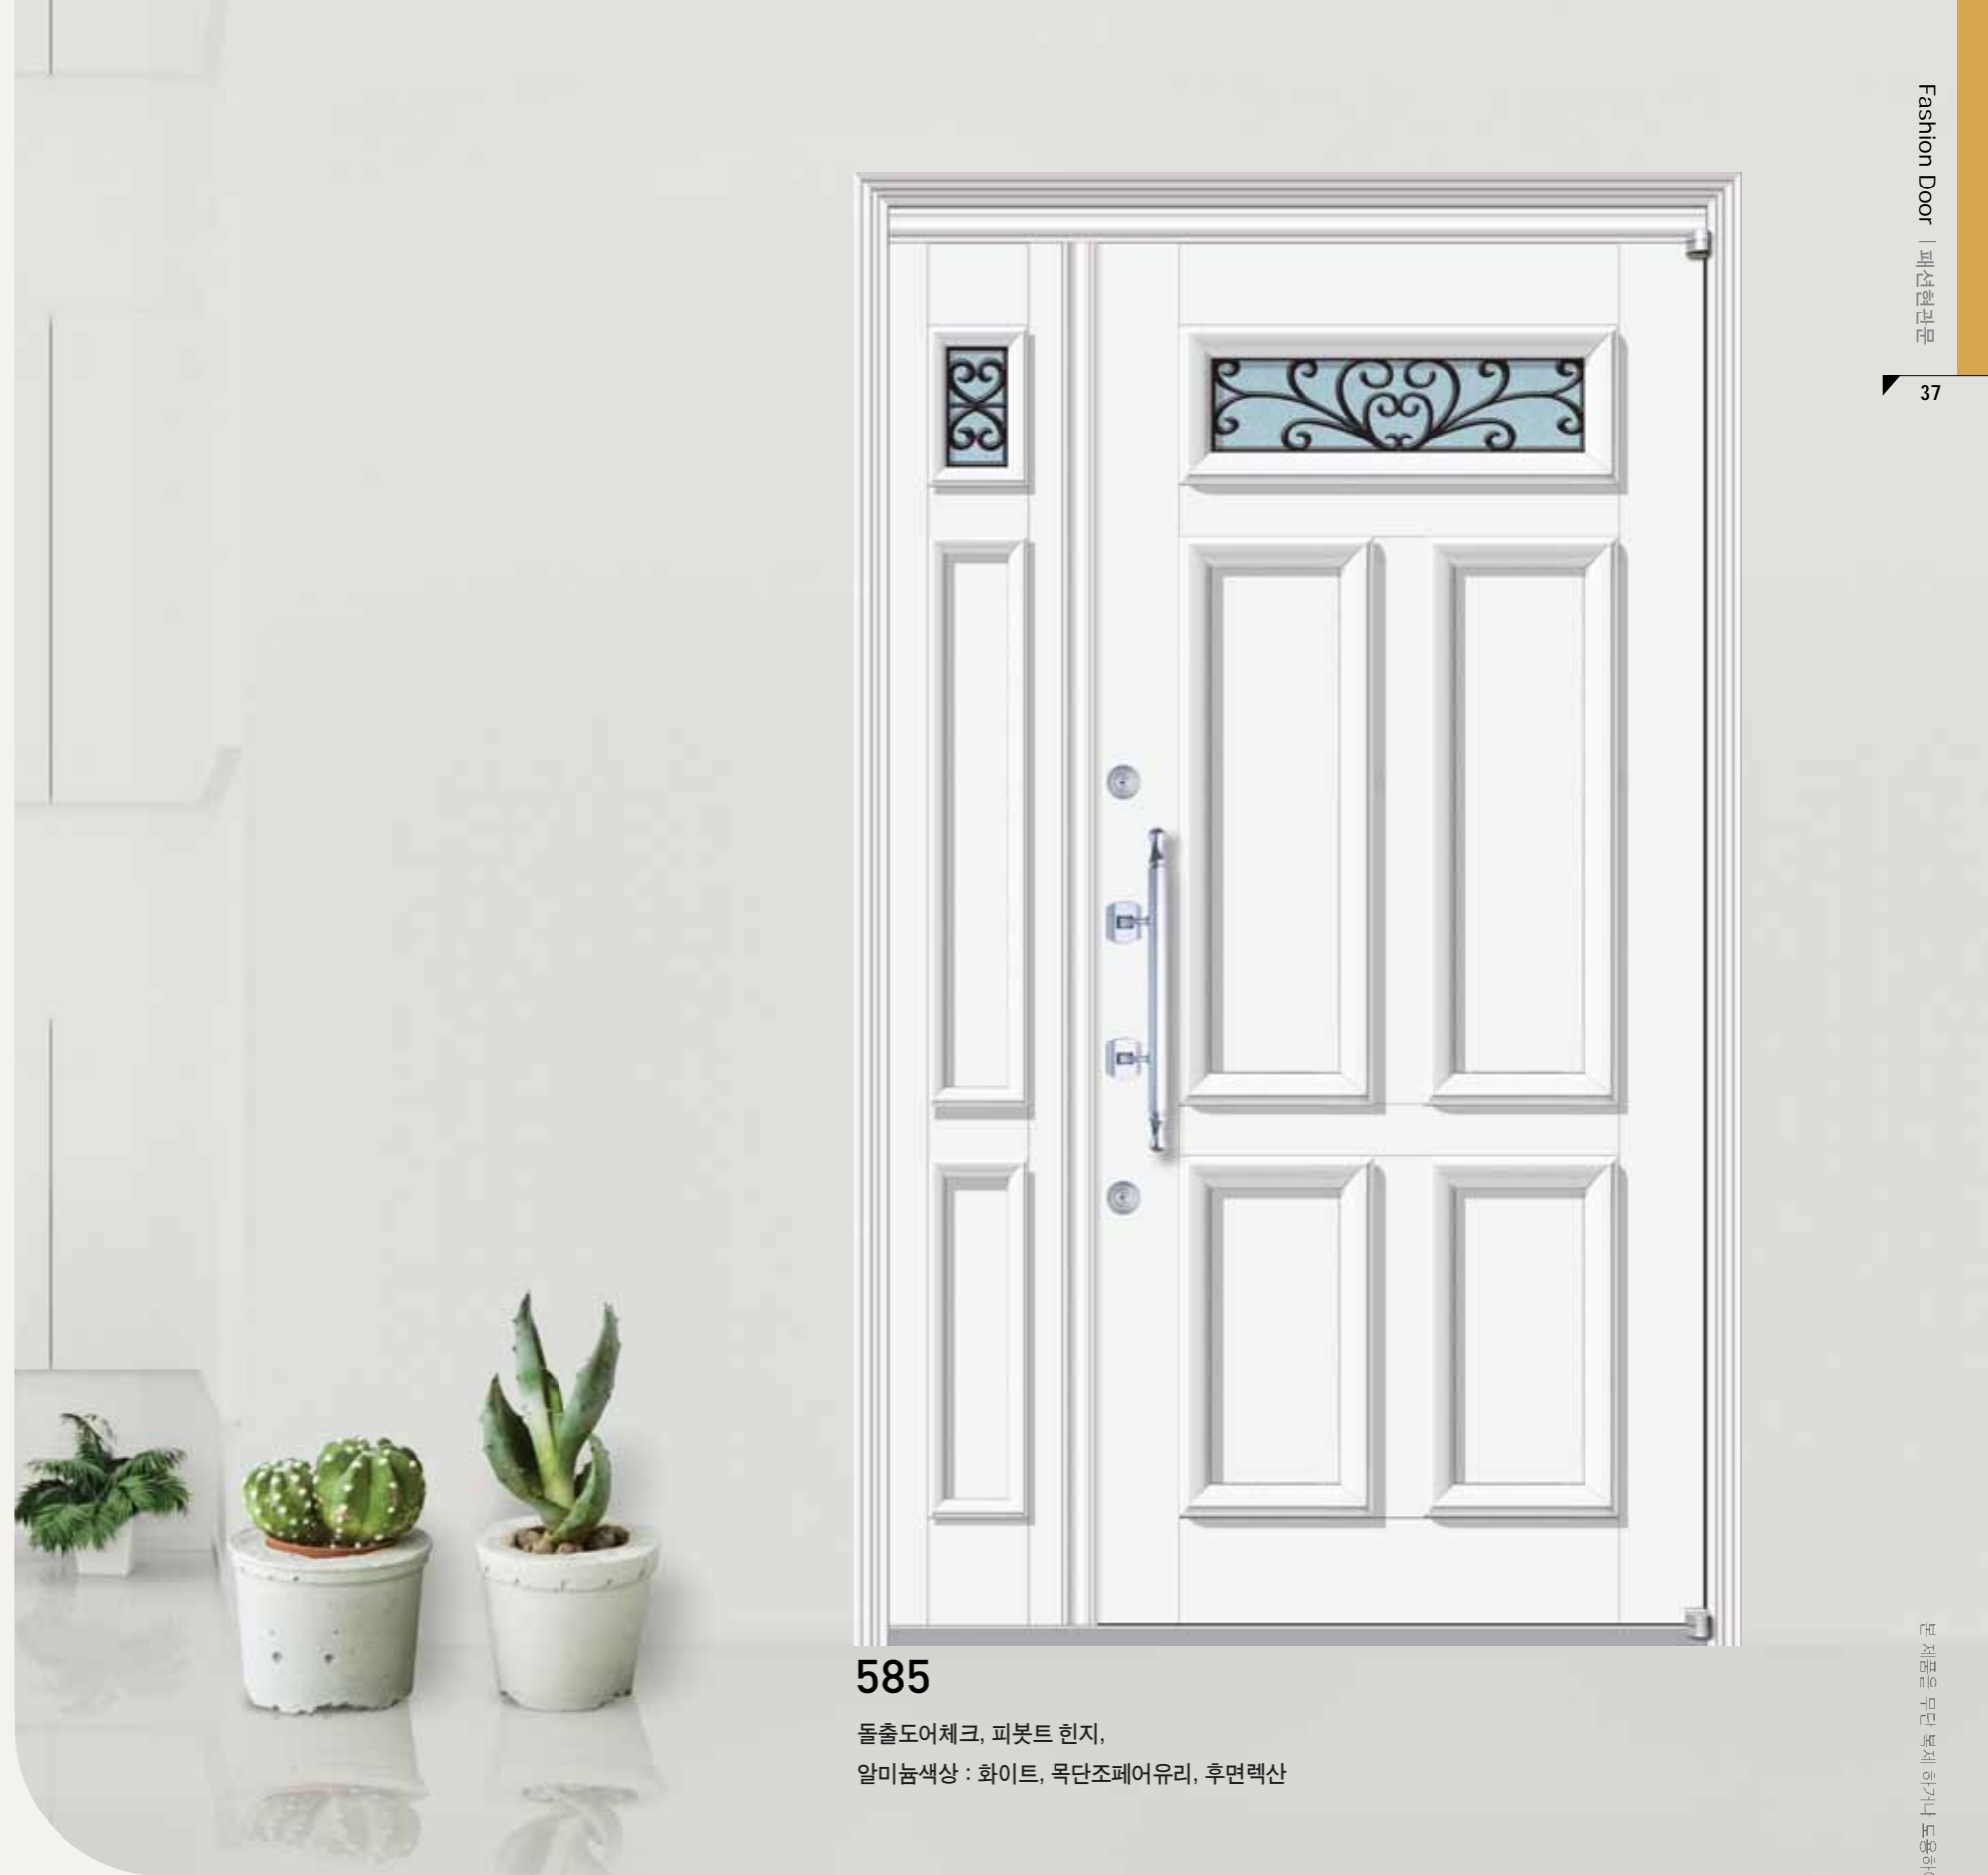 Fashion Door | 패션현관문
37
585
돌출도어체크, 피봇트 힌지,
알미늄색상 : 화이트, 목단조페어유리, 후면렉산
본 제품을 무단 복제 하거나 도용하